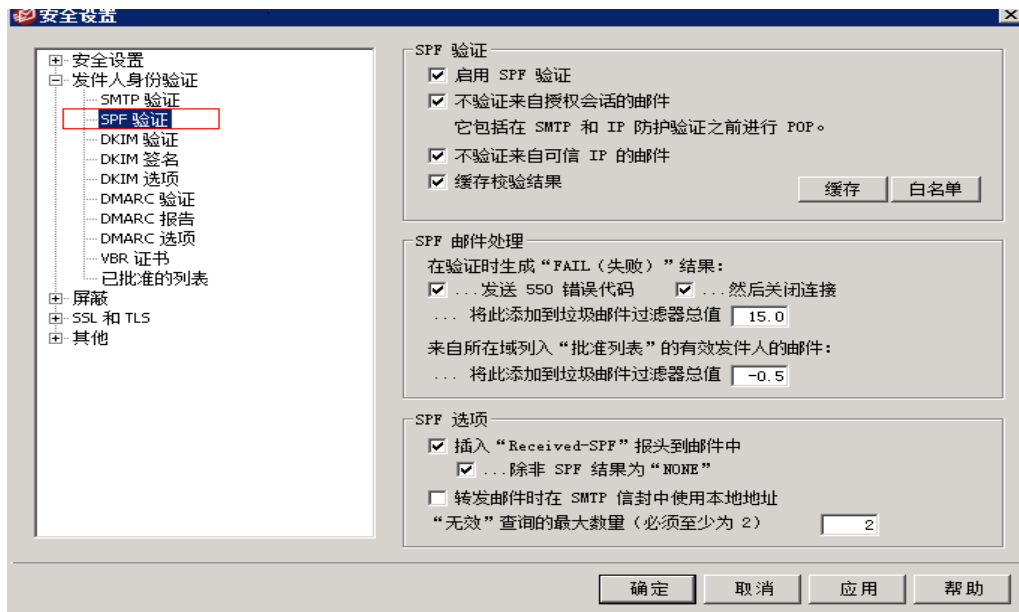 安全设置
安全设置
发件人身份验证
SMTP 验证
SPF 验证
DKIM 验证
DKIM 签名
DKIM 选项
DMARC 验证
DMARC 报告
DMARC 选项
VBR 证书
已批准的列表
屏蔽
SSL 和 TLS
其他
SPF 验证
启用 SPF 验证
不验证来自授权会话的邮件
它包括在 SMTP 和 IP 防护验证之前进行 POP。
不验证来自可信 IP 的邮件
缓存校验结果
缓存 白名单
SPF 邮件处理
在验证时生成“FAIL（失败）”结果：
...发送 550 错误代码 ...然后关闭连接
... 将此添加到垃圾邮件过滤器总值 15.0
来自所在域列入“批准列表”的有效发件人的邮件：
... 将此添加到垃圾邮件过滤器总值 -0.5
SPF 选项
插入“Received-SPF”报头到邮件中
...除非 SPF 结果为“NONE”
转发邮件时在 SMTP 信封中使用本地地址
“无效”查询的最大数量（必须至少为 2） 2
确定 取消 应用 帮助